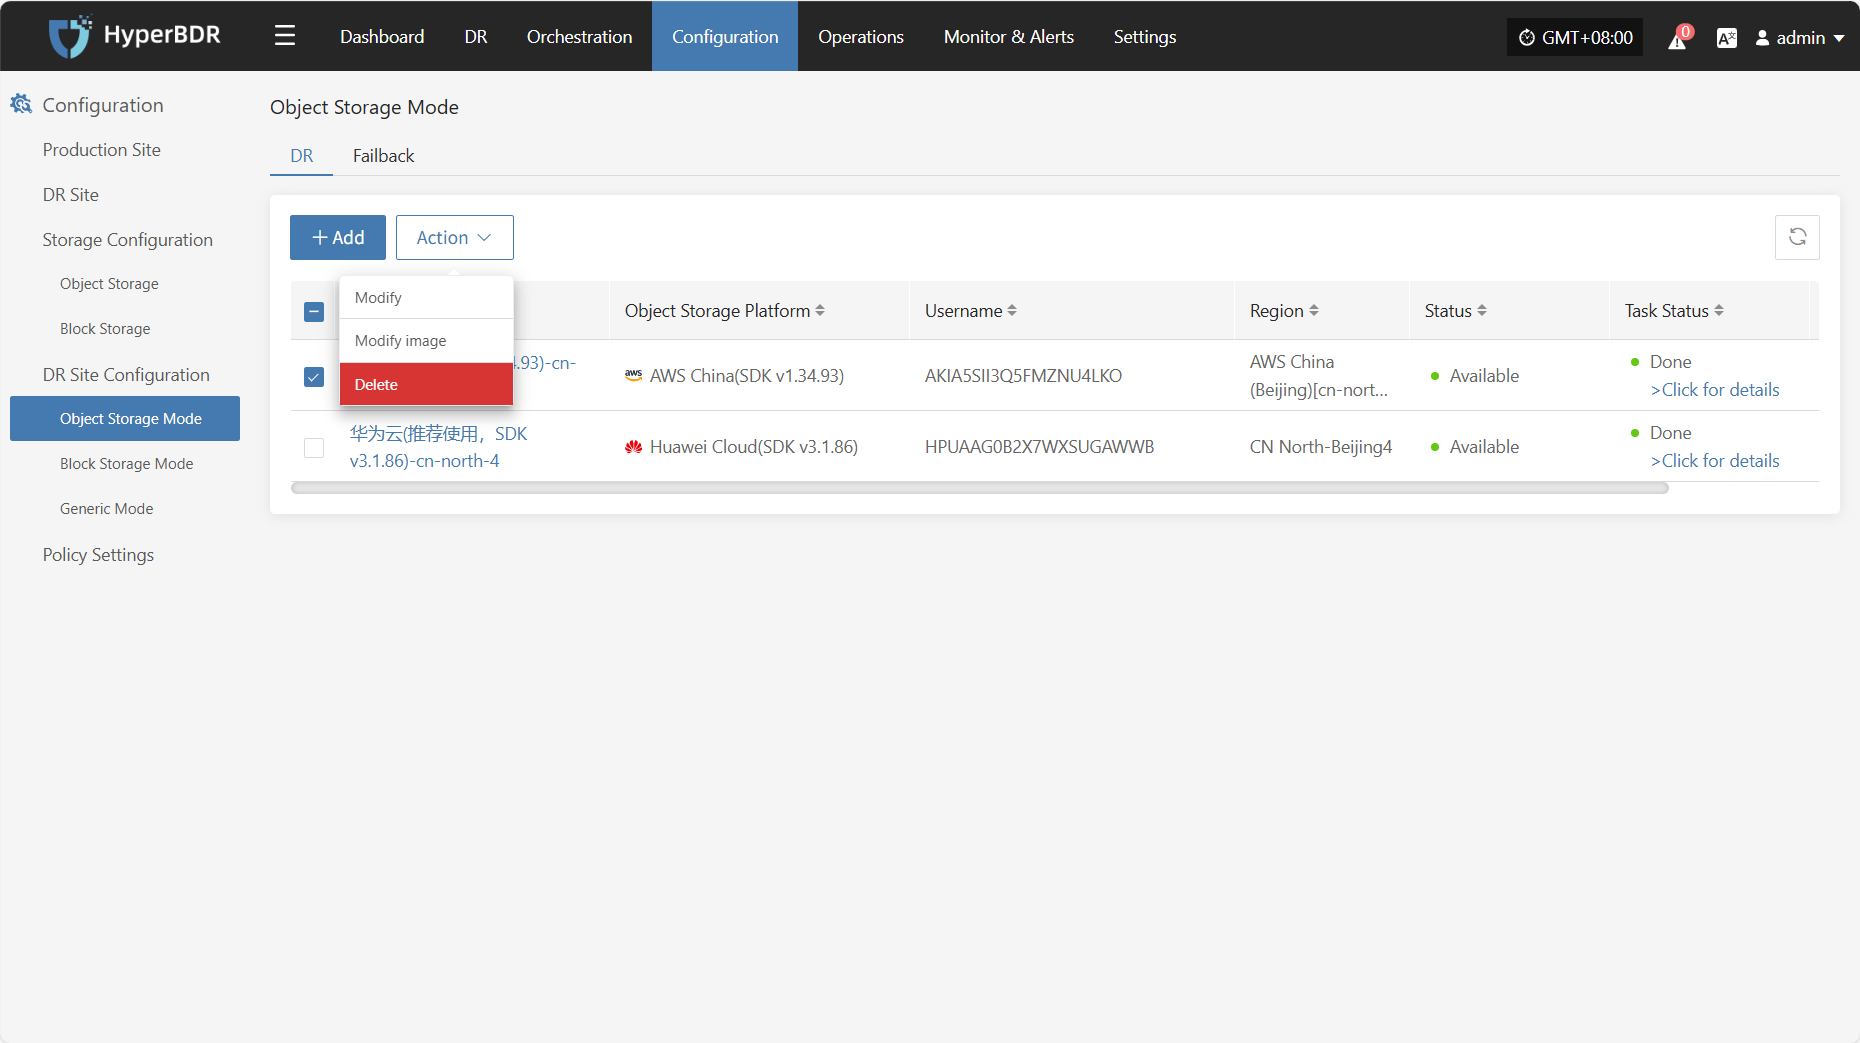 HyperBDR
Dashboard
DR
Orchestration
Configuration
Operations
Monitor & Alerts
Settings
GMT+08:00
0
admin
Configuration
Production Site
DR Site
Storage Configuration
Object Storage
Block Storage
DR Site Configuration
Object Storage Mode
Block Storage Mode
Generic Mode
Policy Settings
Object Storage Mode
DR
Failback
+ Add
Action
Modify
Modify image
Delete
Object Storage Platform
Username
Region
Status
Task Status
.93)-cn-
aws
AWS China(SDK v1.34.93)
AKIA5SII3Q5FMZNU4LKO
AWS China
(Beijing)[cn-nort...
Available
Done
>Click for details
华为云(推荐使用，SDK
v3.1.86)-cn-north-4
Huawei Cloud(SDK v3.1.86)
HPUAAG0B2X7WXSUGAWWB
CN North-Beijing4
Available
Done
>Click for details